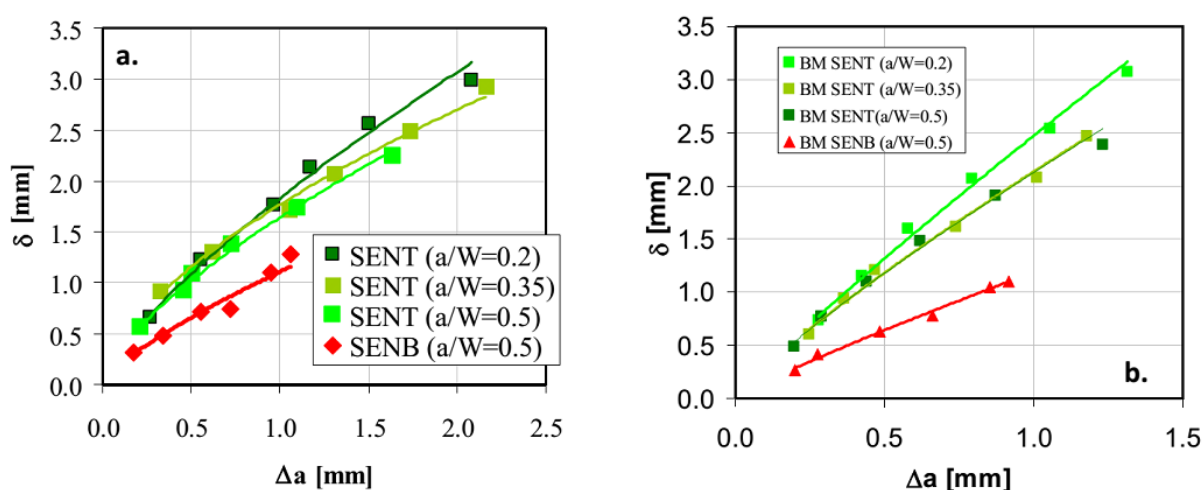 a.
3.5
3.0
2.5
2.0
1.5
1.0
0.5
0.0
δ [mm]
SENT (a/W=0.2)
SENT (a/W=0.35)
SENT (a/W=0.5)
SENB (a/W=0.5)
0.0 0.5 1.0 1.5 2.0 2.5
Δa [mm]
3.5
3.0
2.5
2.0
1.5
1.0
0.5
0.0
δ [mm]
BM SENT (a/W=0.2)
BM SENT (a/W=0.35)
BM SENT(a/W=0.5)
BM SENB (a/W=0.5)
b.
0.0 0.5 1.0 1.5
Δa [mm]